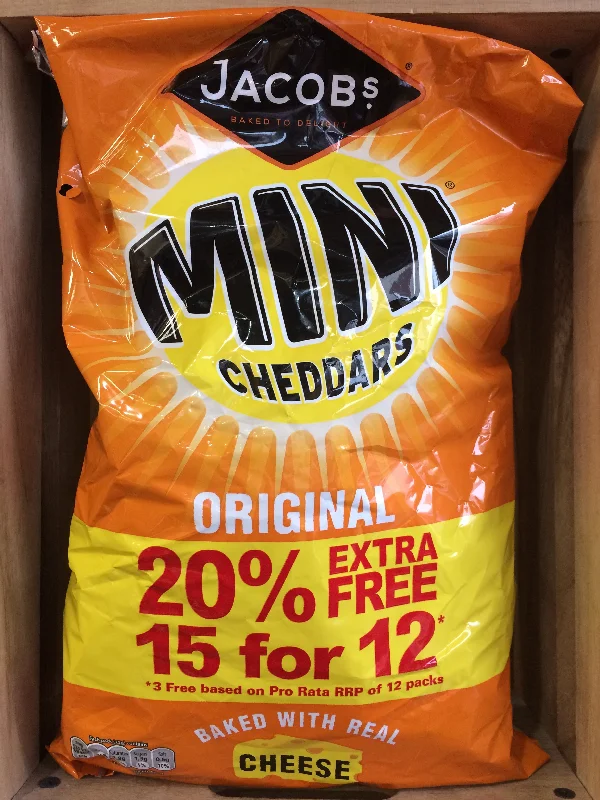 JACOBS
BAKED TO DELIGHT
MINI
CHEDDARS
ORIGINAL
20% EXTRA FREE
15 for 12*
*3 Free based on Pro Rata RRP of 12 packs
BAKED WITH REAL
CHEESE